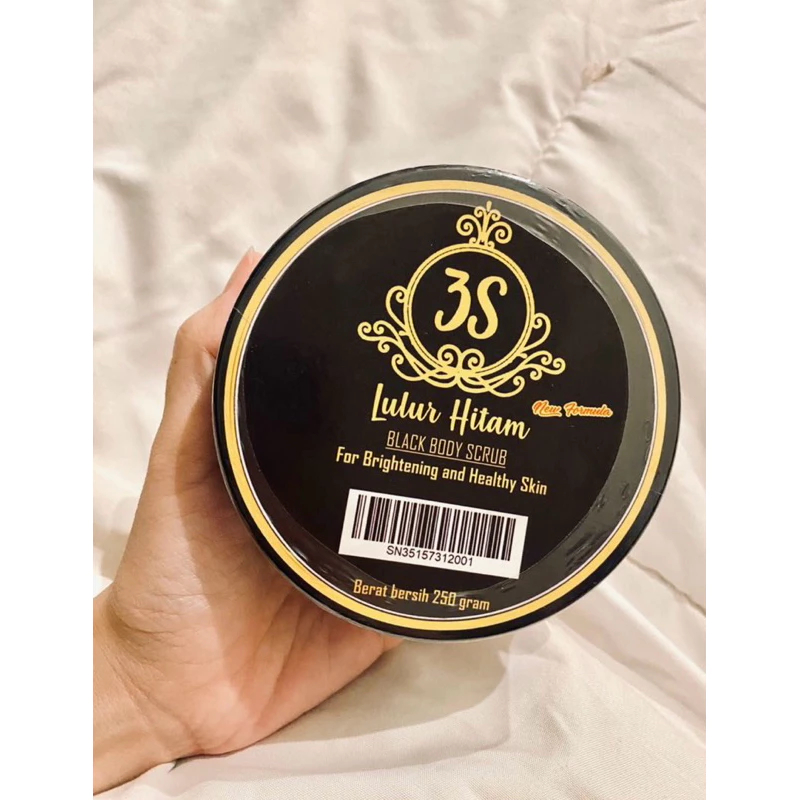 3S
Lulur Hitam
New Formula
BLACK BODY SCRUB
For Brightening and Healthy Skin
SN35157312001
Berat bersih 250 gram